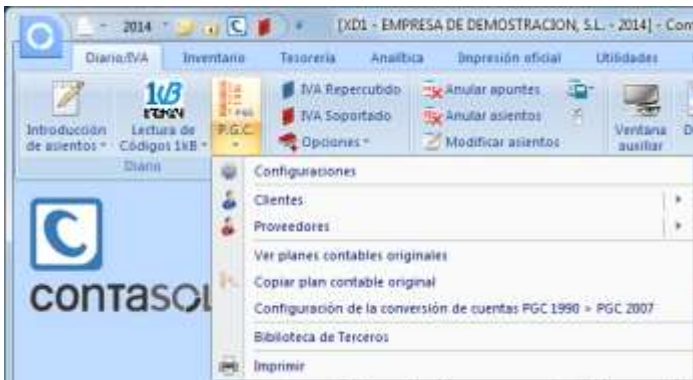 2014
[XD1 - EMPRESA DE DEMOSTRACION, S.L. - 2014] - Con
Diario/IVA Inventario Tesorería Analítica Impresión oficial Utilidades
Introducción de asientos
Lectura de Códigos 1kB
P.G.C.
IVA Repercutido
IVA Soportado
Opciones
Anular apuntes
Anular asientos
Modificar asientos
Ventana auxiliar
Diario
Configuraciones
Clientes
Proveedores
Ver planes contables originales
Copiar plan contable original
Configuración de la conversión de cuentas PGC 1990 > PGC 2007
Biblioteca de Terceros
Imprimir
CONTASOL